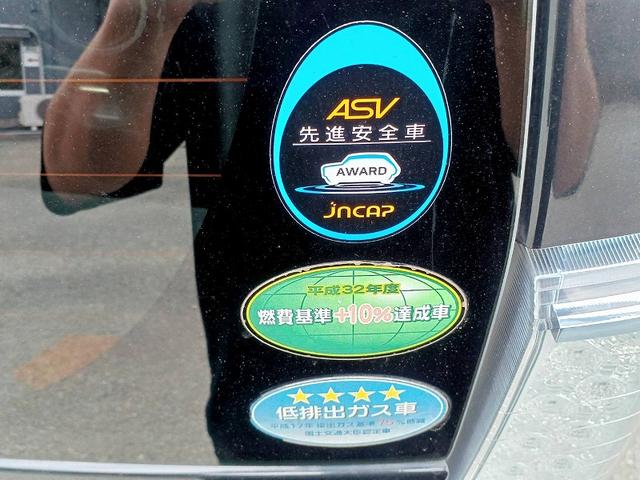 ASV
先進安全車
AWARD
JNCAP
平成32年度
燃費基準+10%達成車
低排出ガス車
平成17年排出ガス基準75%低減
国土交通大臣認定車